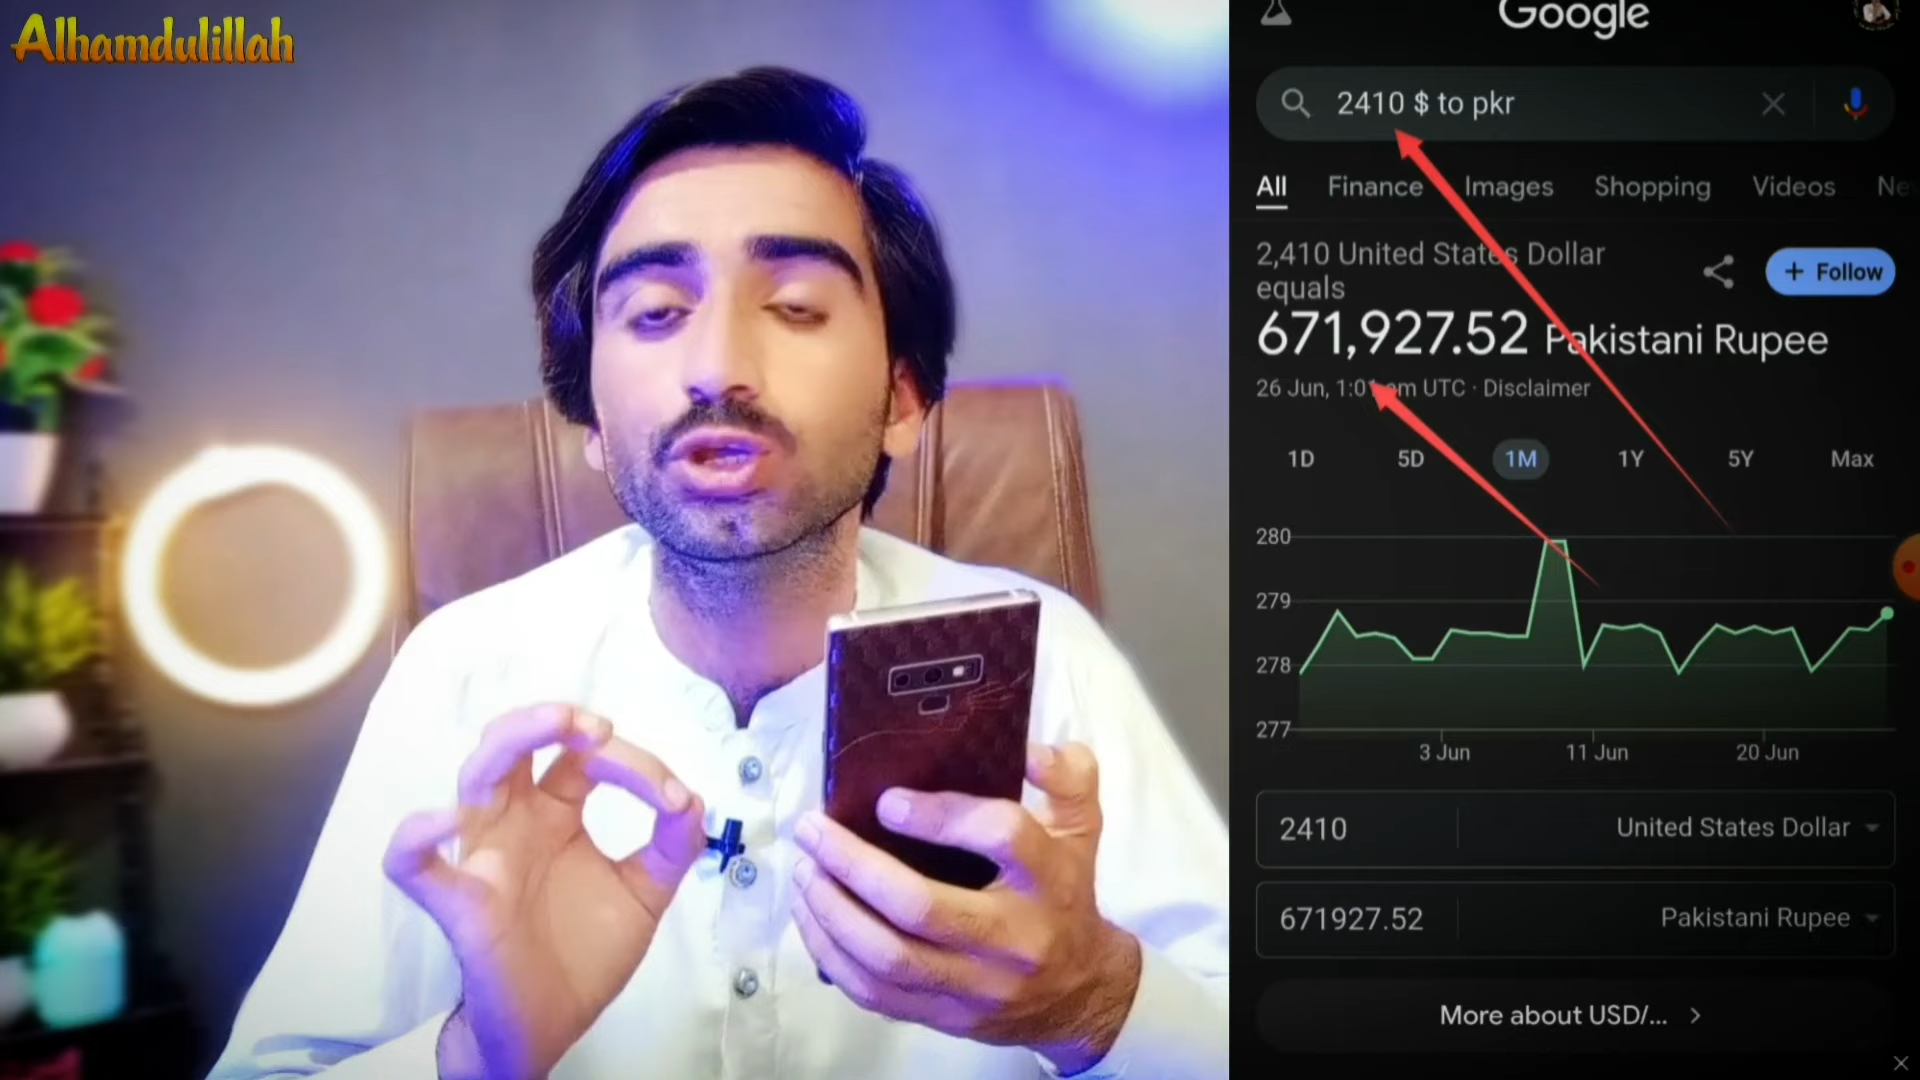 Alhamdulillah
Google
2410 $ to pkr
All Finance Images Shopping Videos
2,410 United States Dollar
equals
+ Follow
671,927.52 Pakistani Rupee
26 Jun, UTC · Disclaimer
1D 5D 1M 1Y 5Y Max
280
279
278
277
3 Jun 11 Jun 20 Jun
2410 United States Dollar
671927.52 Pakistani Rupee
More about USD/... >